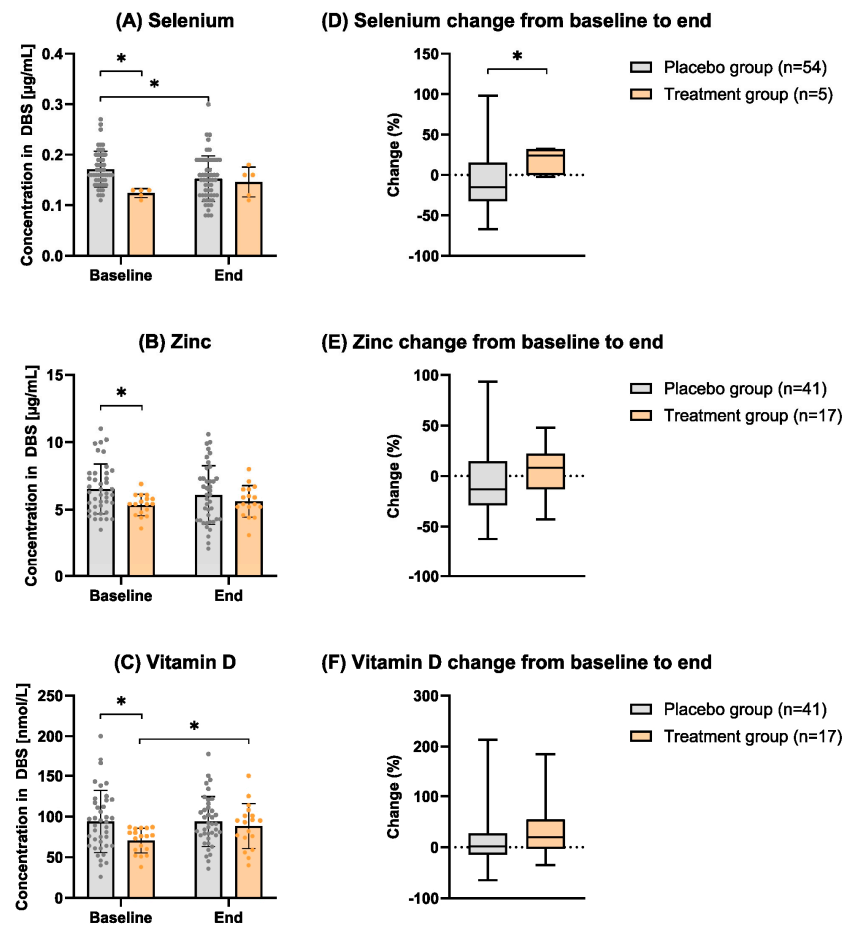 (A) Selenium
Concentration in DBS [µg/mL]
0.4
0.3
0.2
0.1
0.0
*
*
Baseline
End
(D) Selenium change from baseline to end
Change (%)
150
100
50
0
-50
-100
*
Placebo group (n=54)
Treatment group (n=5)
(B) Zinc
Concentration in DBS [µg/mL]
15
10
5
0
*
Baseline
End
(E) Zinc change from baseline to end
Change (%)
100
50
0
-50
-100
Placebo group (n=41)
Treatment group (n=17)
(C) Vitamin D
Concentration in DBS [nmol/L]
250
200
150
100
50
0
*
*
Baseline
End
(F) Vitamin D change from baseline to end
Change (%)
300
200
100
0
-100
Placebo group (n=41)
Treatment group (n=17)